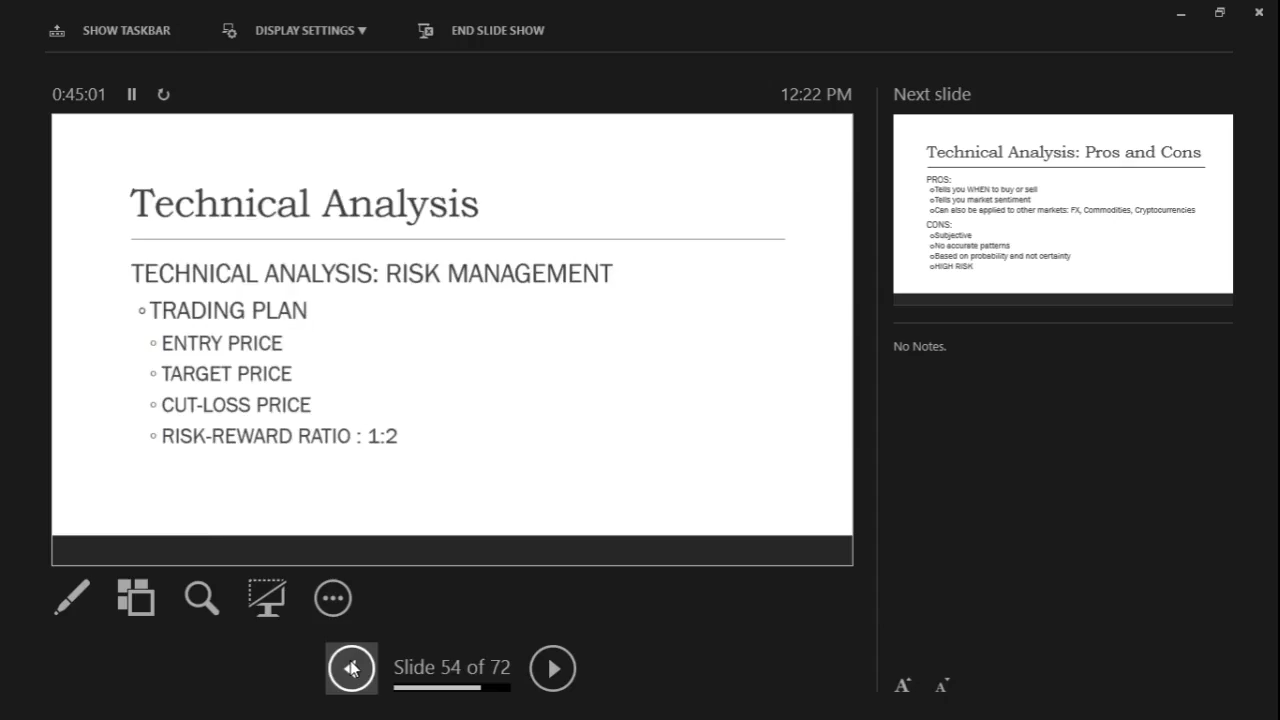 SHOW TASKBAR
DISPLAY SETTINGS ▼
END SLIDE SHOW
0:45:01
12:22 PM
Technical Analysis
TECHNICAL ANALYSIS: RISK MANAGEMENT
TRADING PLAN
ENTRY PRICE
TARGET PRICE
CUT-LOSS PRICE
RISK-REWARD RATIO : 1:2
Slide 54 of 72
Next slide
Technical Analysis: Pros and Cons
PROS:
Tells you WHEN to buy or sell
Tells you market sentiment
Can also be applied to other markets: FX, Commodities, Cryptocurrencies
CONS:
Subjective
No accurate patterns
Based on probability and not certainty
HIGH RISK
No Notes.
A A